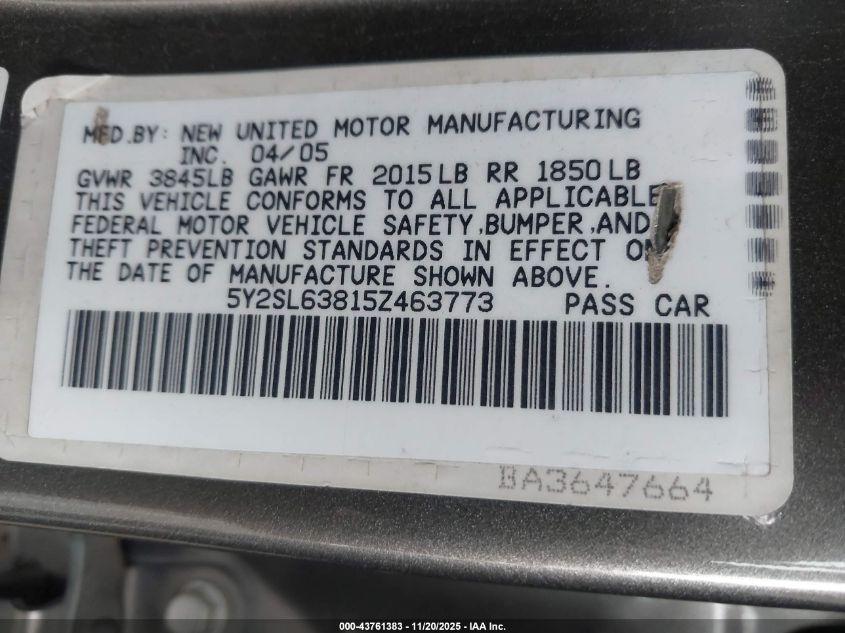 MFD.BY: NEW UNITED MOTOR MANUFACTURING
INC. 04/05
GVWR 3845LB GAWR FR 2015LB RR 1850LB
THIS VEHICLE CONFORMS TO ALL APPLICABLE
FEDERAL MOTOR VEHICLE SAFETY,BUMPER,AND
THEFT PREVENTION STANDARDS IN EFFECT ON
THE DATE OF MANUFACTURE SHOWN ABOVE.
5Y2SL63815Z463773 PASS CAR
BA3647664
000-43761383 - 11/20/2025 - IAA Inc.